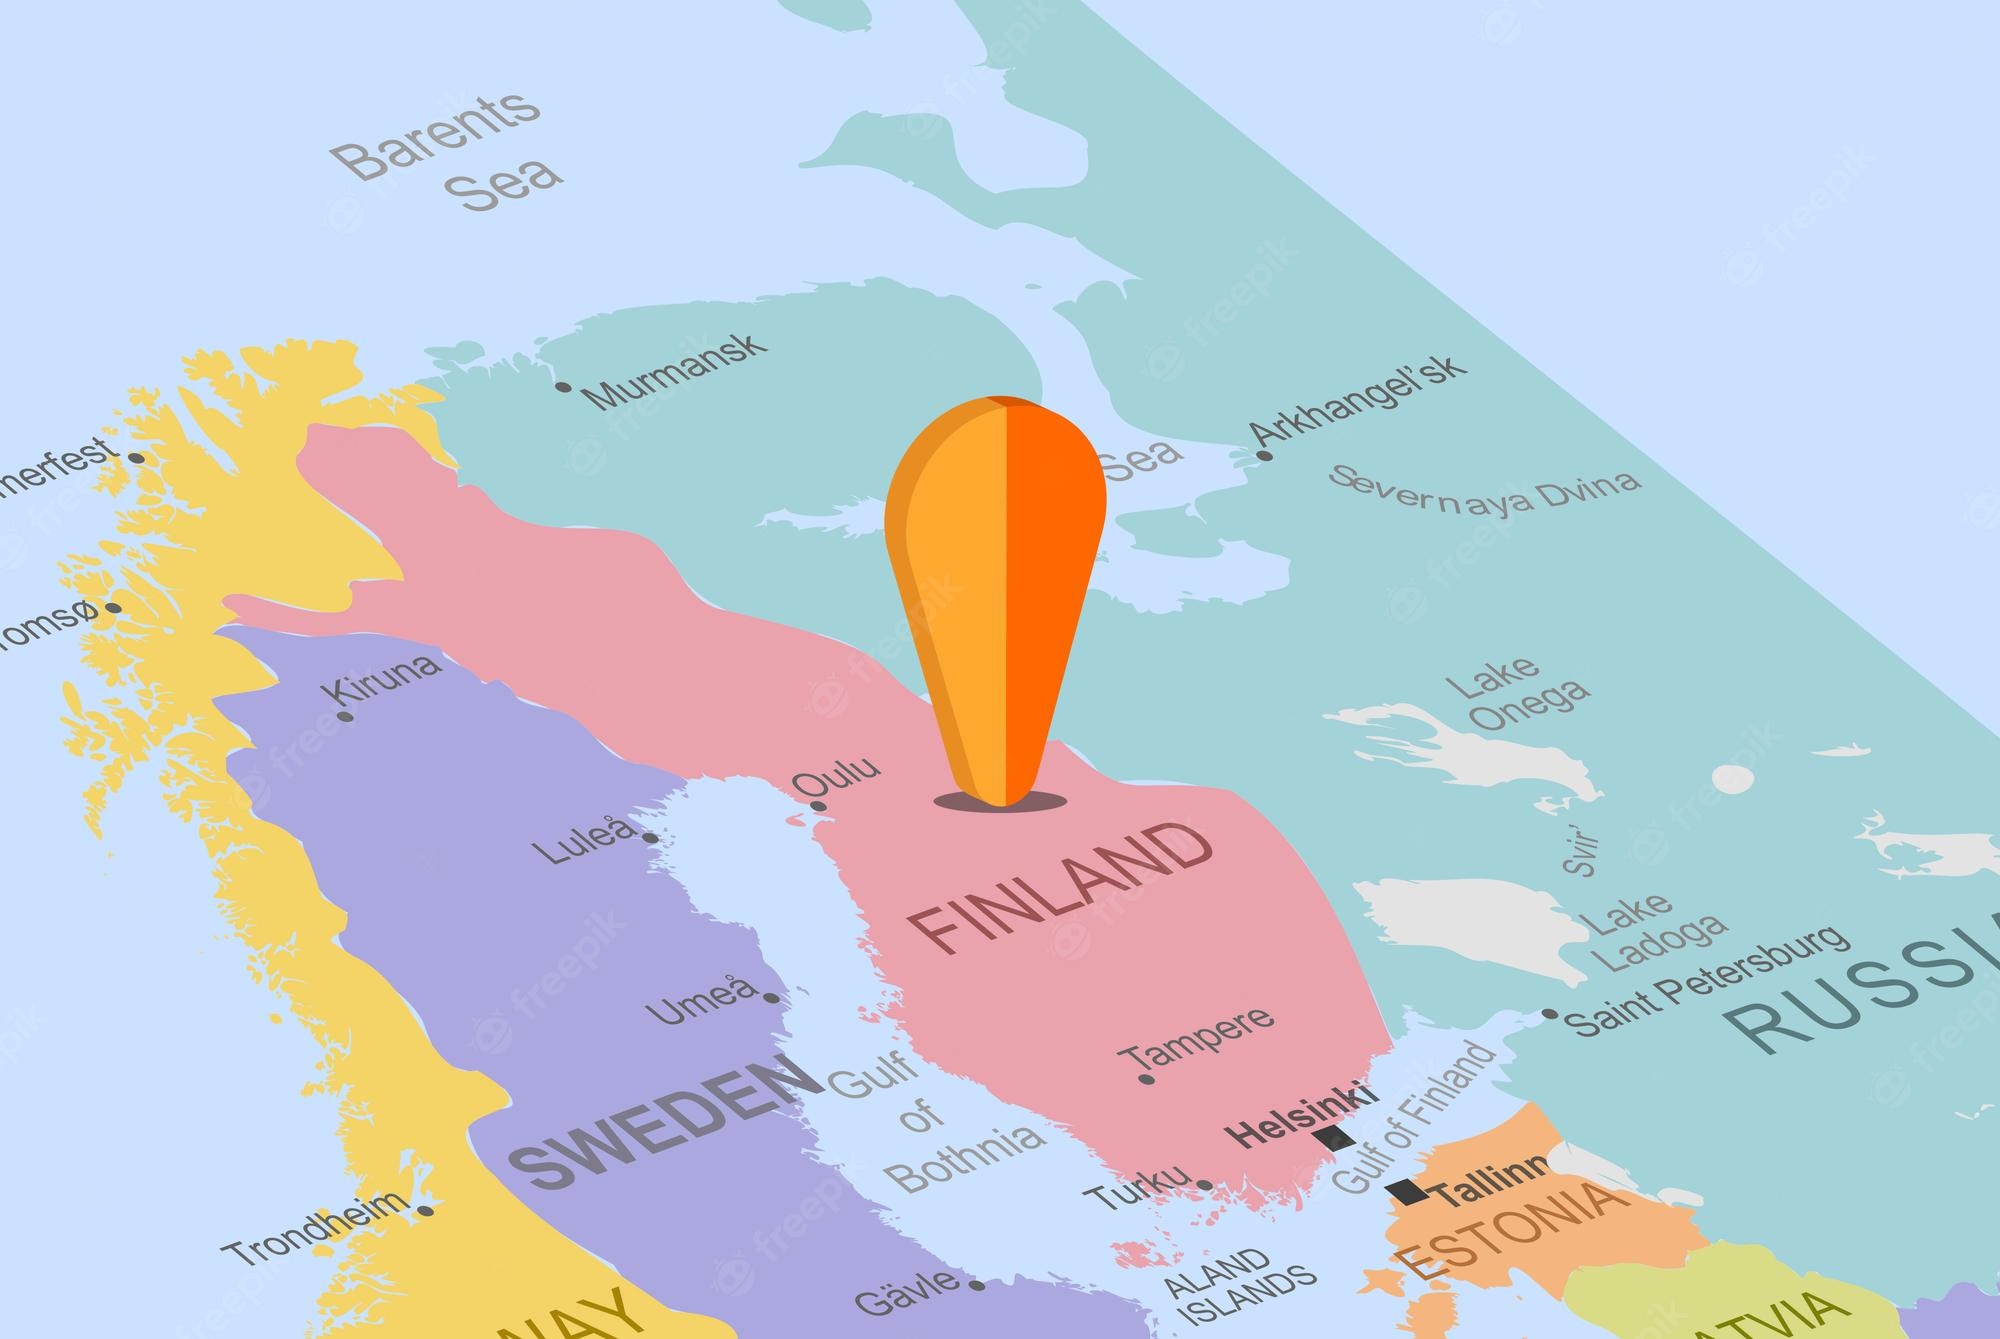 Barents
Sea
Murmansk
Arkhangel'sk
Sea
Severnaya Dvina
nerfest
omsø
Kiruna
Lake
Onega
Oulu
Luleå
Svir'
FINLAND
Lake
Ladoga
Saint Petersburg
RUSSIA
Umeå
Tampere
SWEDEN
Gulf
of
Bothnia
Helsinki
Gulf of Finland
Turku
Tallinn
ESTONIA
Trondheim
ALAND
ISLANDS
Gävle
WAY
ATVIA
freepik